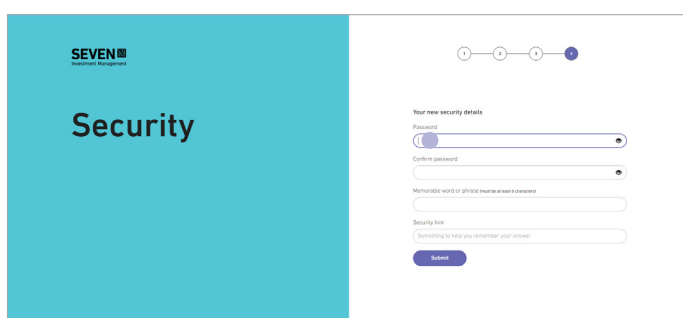 SEVEN IM
Investment Management
Security
1 2 3 4
Your new security details
Password
Confirm password
Memorable word or phrase (must be at least 6 characters)
Security hint
Something to help you remember your answer
Submit